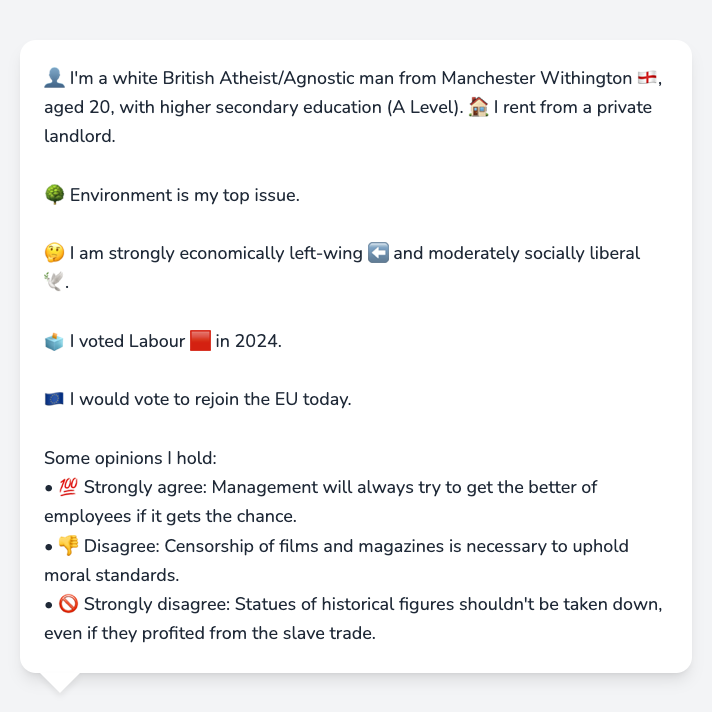 👤 I'm a white British Atheist/Agnostic man from Manchester Withington 🏴󠁧󠁢󠁥󠁮󠁧󠁿,
aged 20, with higher secondary education (A Level). 🏠 I rent from a private
landlord.
🌳 Environment is my top issue.
🤔 I am strongly economically left-wing ⬅️ and moderately socially liberal
🕊️.
🗳️ I voted Labour 🟥 in 2024.
🇪🇺 I would vote to rejoin the EU today.
Some opinions I hold:
• 💯 Strongly agree: Management will always try to get the better of
employees if it gets the chance.
• 👎 Disagree: Censorship of films and magazines is necessary to uphold
moral standards.
• 🚫 Strongly disagree: Statues of historical figures shouldn't be taken down,
even if they profited from the slave trade.